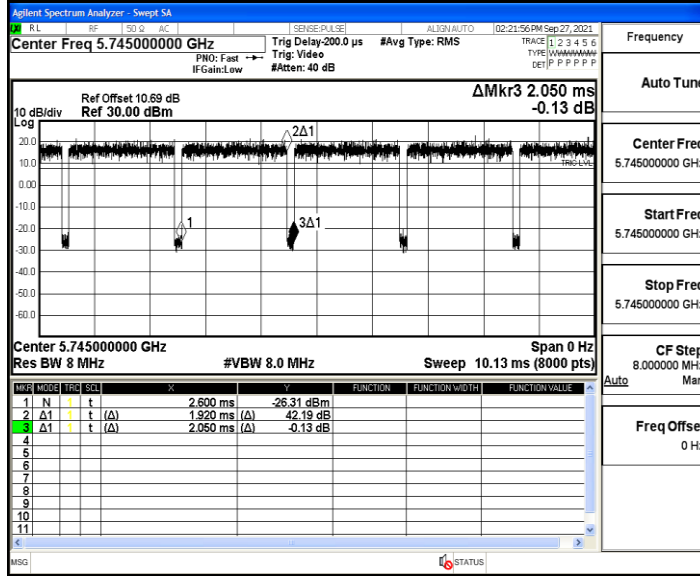 Agilent Spectrum Analyzer - Swept SA
RL RF 50 Ω AC SENSE:PULSE ALIGN AUTO 02:21:56 PM Sep 27, 2021
Center Freq 5.745000000 GHz
PNO: Fast
IFGain:Low
Trig Delay-200.0 μs
Trig: Video
#Atten: 40 dB
#Avg Type: RMS
TRACE 1 2 3 4 5 6
TYPE WWWWWW
DET P P P P P P
Frequency
Auto Tune
Ref Offset 10.69 dB
10 dB/div Ref 30.00 dBm
ΔMkr3 2.050 ms
-0.13 dB
Log
20.0
10.0
0.00
-10.0
-20.0
-30.0
-40.0
-50.0
-60.0
2Δ1
TRIG LVL
1
3Δ1
Center Freq
5.745000000 GHz
Start Freq
5.745000000 GHz
Stop Freq
5.745000000 GHz
CF Step
8.000000 MHz
Auto Man
Freq Offset
0 Hz
Center 5.745000000 GHz Span 0 Hz
Res BW 8 MHz #VBW 8.0 MHz Sweep 10.13 ms (8000 pts)
MKR MODE TRC SCL X Y FUNCTION FUNCTION WIDTH FUNCTION VALUE
1 N 1 t 2.600 ms -26.31 dBm
2 Δ1 1 t (Δ) 1.920 ms (Δ) 42.19 dB
3 Δ1 1 t (Δ) 2.050 ms (Δ) -0.13 dB
4
5
6
7
8
9
10
11
MSG STATUS